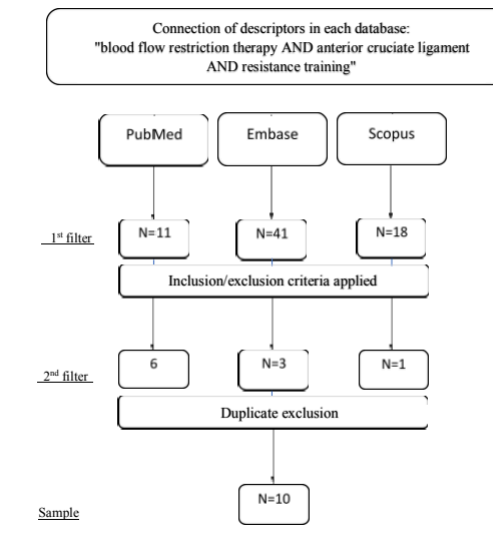 Connection of descriptors in each database:
"blood flow restriction therapy AND anterior cruciate ligament
AND resistance training"
PubMed
Embase
Scopus
1st filter
N=11
N=41
N=18
Inclusion/exclusion criteria applied
2nd filter
6
N=3
N=1
Duplicate exclusion
Sample
N=10